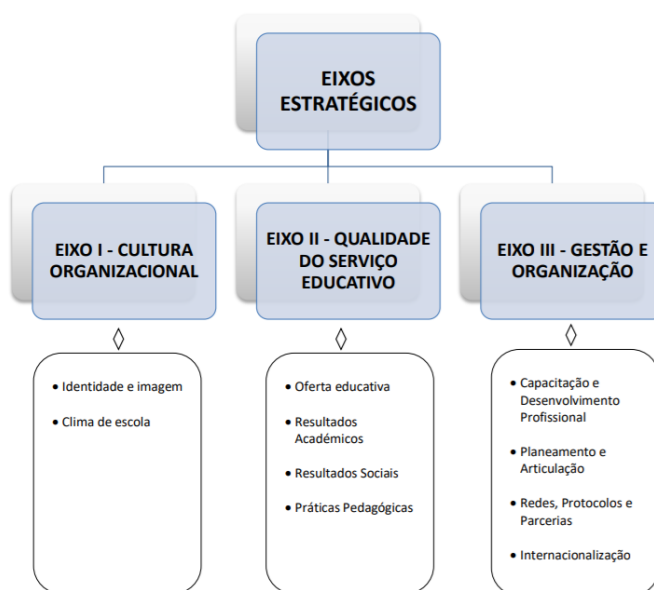 EIXOS
ESTRATÉGICOS
EIXO I - CULTURA
ORGANIZACIONAL
EIXO II - QUALIDADE
DO SERVIÇO
EDUCATIVO
EIXO III - GESTÃO E
ORGANIZAÇÃO
• Identidade e imagem
• Clima de escola
• Oferta educativa
• Resultados
Académicos
• Resultados Sociais
• Práticas Pedagógicas
• Capacitação e
Desenvolvimento
Profissional
• Planeamento e
Articulação
• Redes, Protocolos e
Parcerias
• Internacionalização